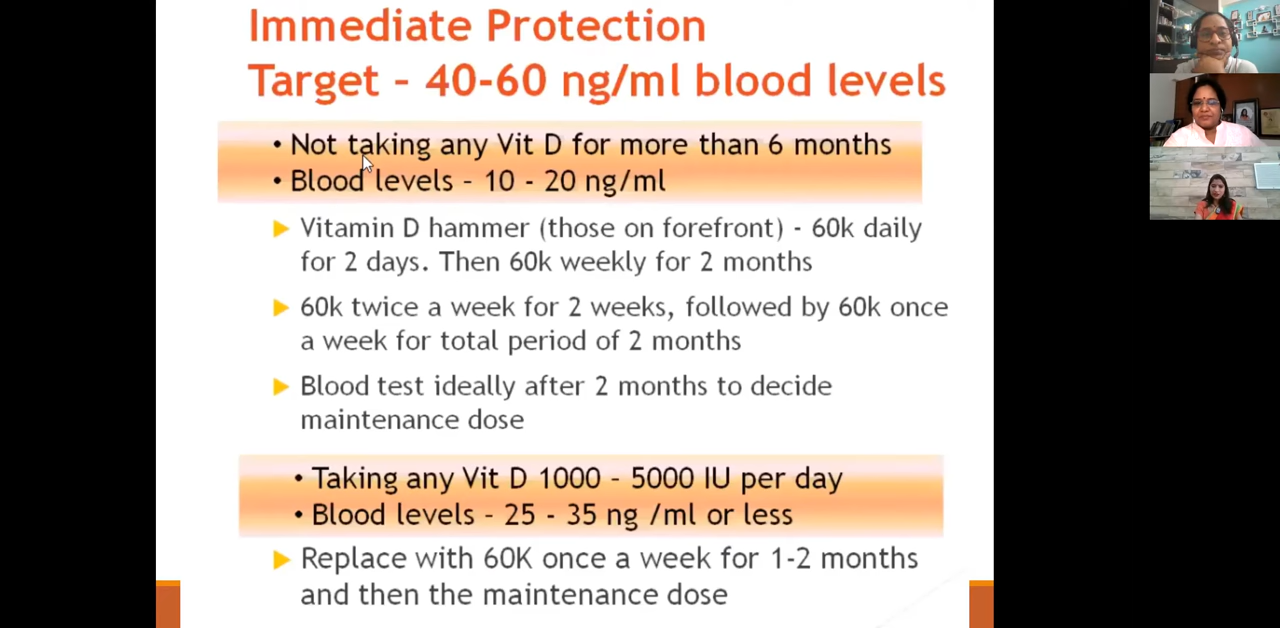 Immediate Protection
Target - 40-60 ng/ml blood levels
• Not taking any Vit D for more than 6 months
• Blood levels - 10 - 20 ng/ml
Vitamin D hammer (those on forefront) - 60k daily
for 2 days. Then 60k weekly for 2 months
60k twice a week for 2 weeks, followed by 60k once
a week for total period of 2 months
Blood test ideally after 2 months to decide
maintenance dose
• Taking any Vit D 1000 - 5000 IU per day
• Blood levels - 25 - 35 ng /ml or less
Replace with 60K once a week for 1-2 months
and then the maintenance dose